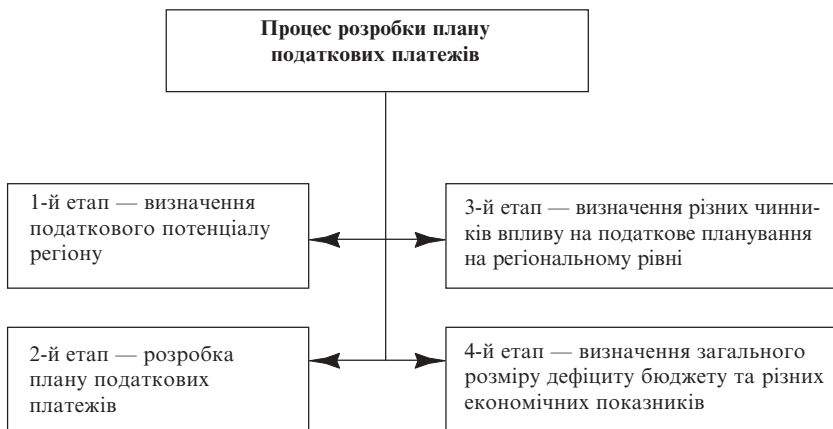 Процес розробки плану
податкових платежів
1-й етап — визначення
податкового потенціалу
регіону
2-й етап — розробка
плану податкових
платежів
3-й етап — визначення різних чинни-
ків впливу на податкове планування
на регіональному рівні
4-й етап — визначення загального
розміру дефіциту бюджету та різних
економічних показників